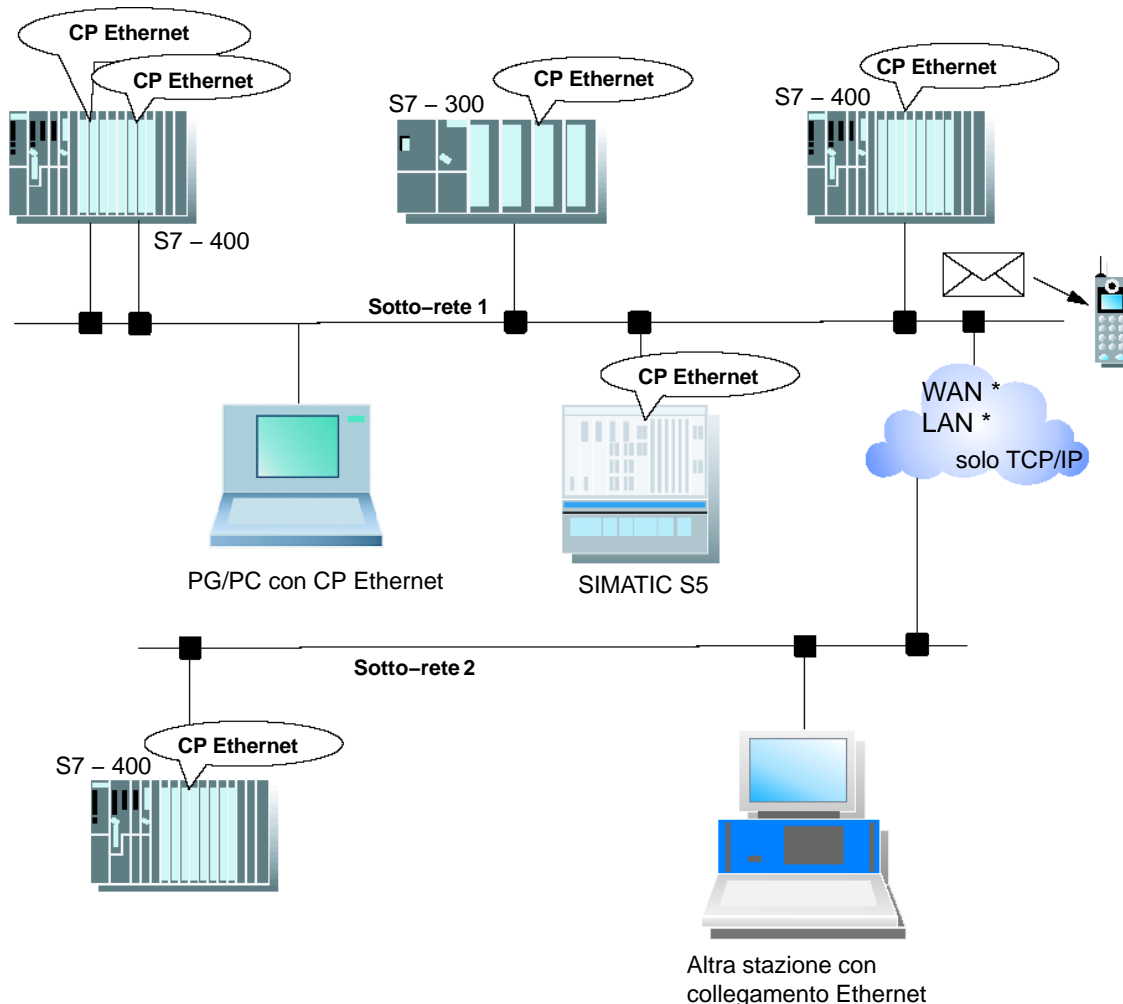 CP Ethernet
CP Ethernet
S7 – 400
S7 – 300
CP Ethernet
S7 – 400
CP Ethernet
Sotto–rete 1
CP Ethernet
WAN *
LAN *
solo TCP/IP
PG/PC con CP Ethernet
SIMATIC S5
Sotto–rete 2
S7 – 400
CP Ethernet
Altra stazione con
collegamento Ethernet